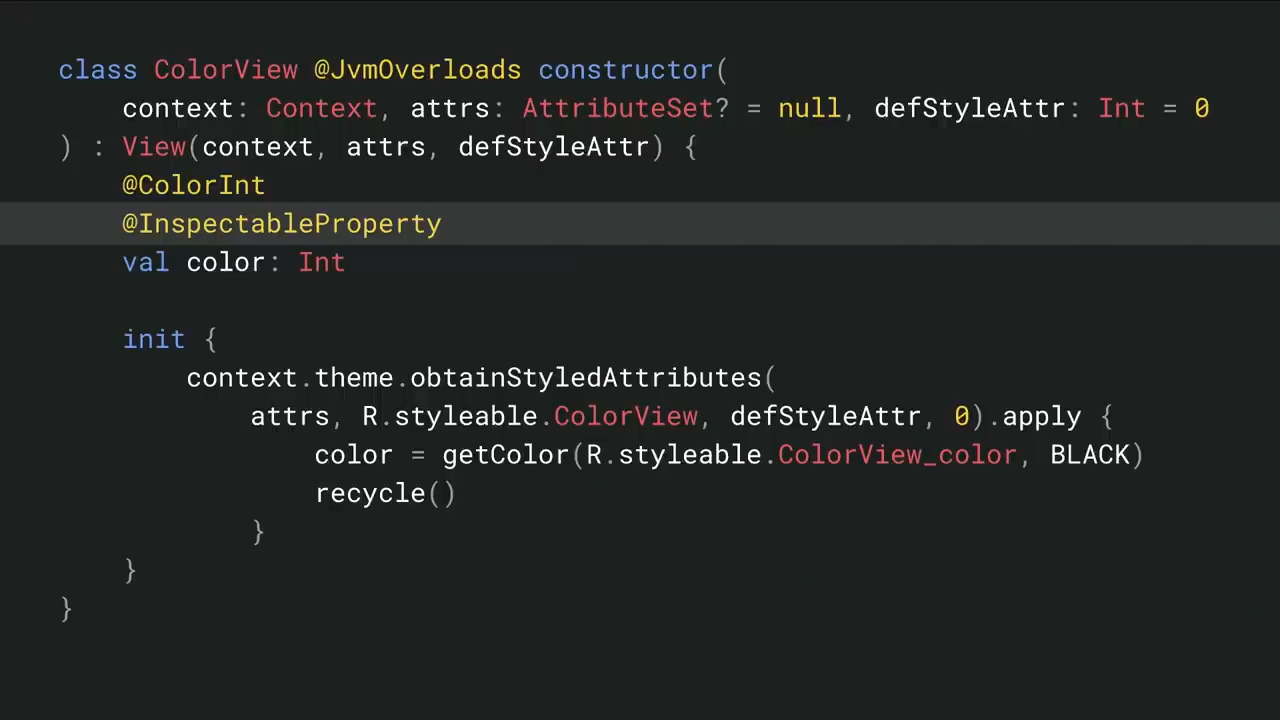 class ColorView @JvmOverloads constructor(
    context: Context, attrs: AttributeSet? = null, defStyleAttr: Int = 0
) : View(context, attrs, defStyleAttr) {
    @ColorInt
    @InspectableProperty
    val color: Int
    init {
        context.theme.obtainStyledAttributes(
            attrs, R.styleable.ColorView, defStyleAttr, 0).apply {
                color = getColor(R.styleable.ColorView_color, BLACK)
                recycle()
            }
    }
}